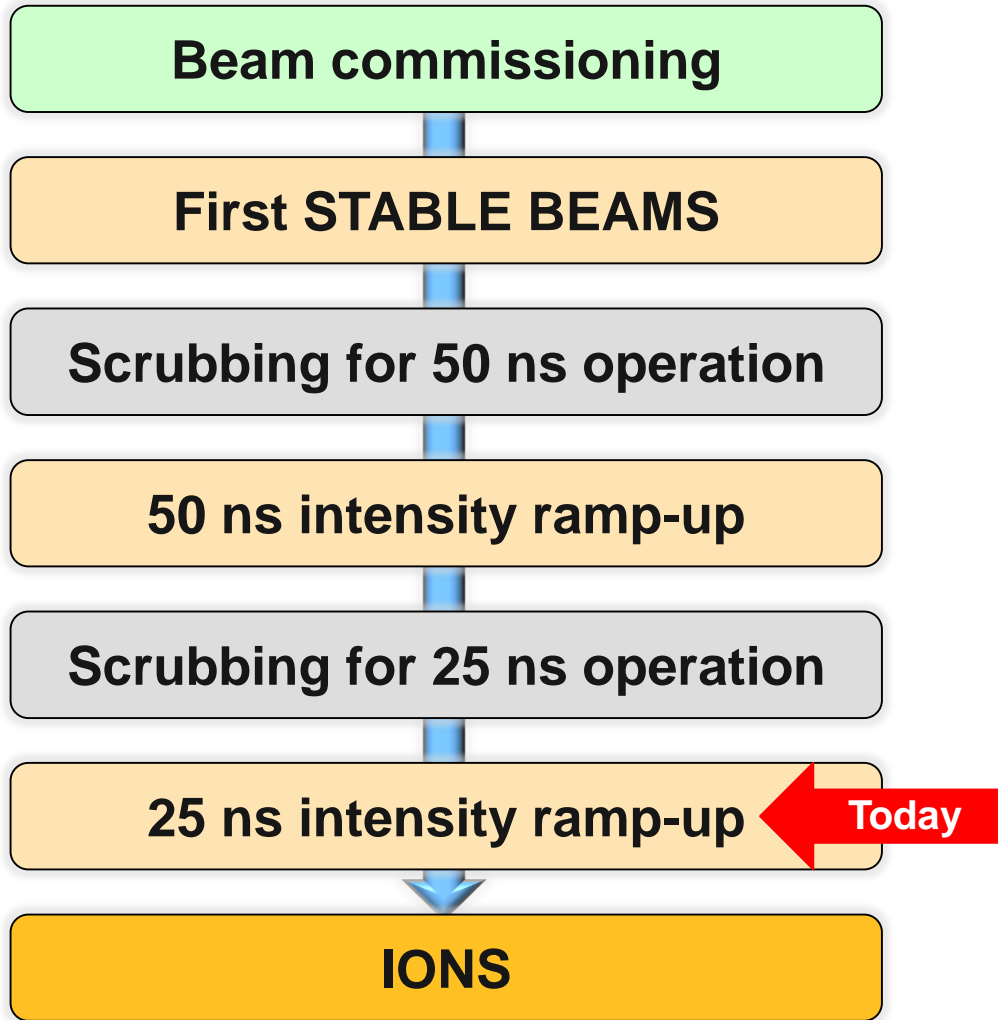 Beam commissioning
First STABLE BEAMS
Scrubbing for 50 ns operation
50 ns intensity ramp-up
Scrubbing for 25 ns operation
25 ns intensity ramp-up
Today
IONS